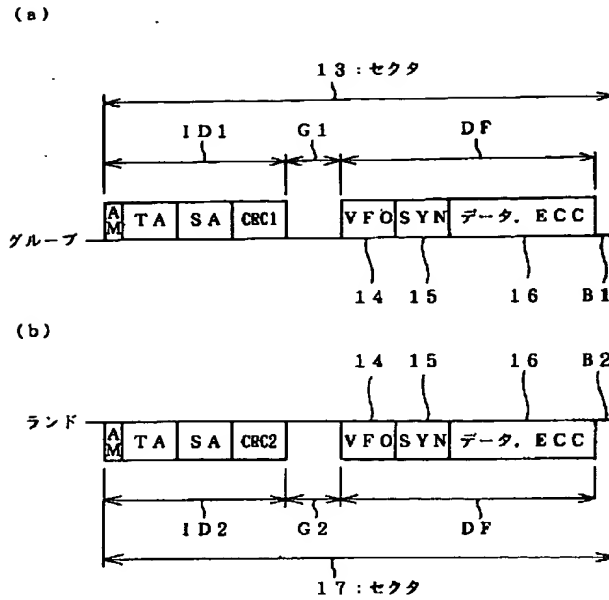 (a)
13:セクタ
ID1 G1 DF
AM TA SA CRC1 VFO SYN データ. ECC
グルーブ
14 15 16 B1
(b)
14 15 16 B2
ランド
AM TA SA CRC2 VFO SYN データ. ECC
ID2 G2 DF
17:セクタ